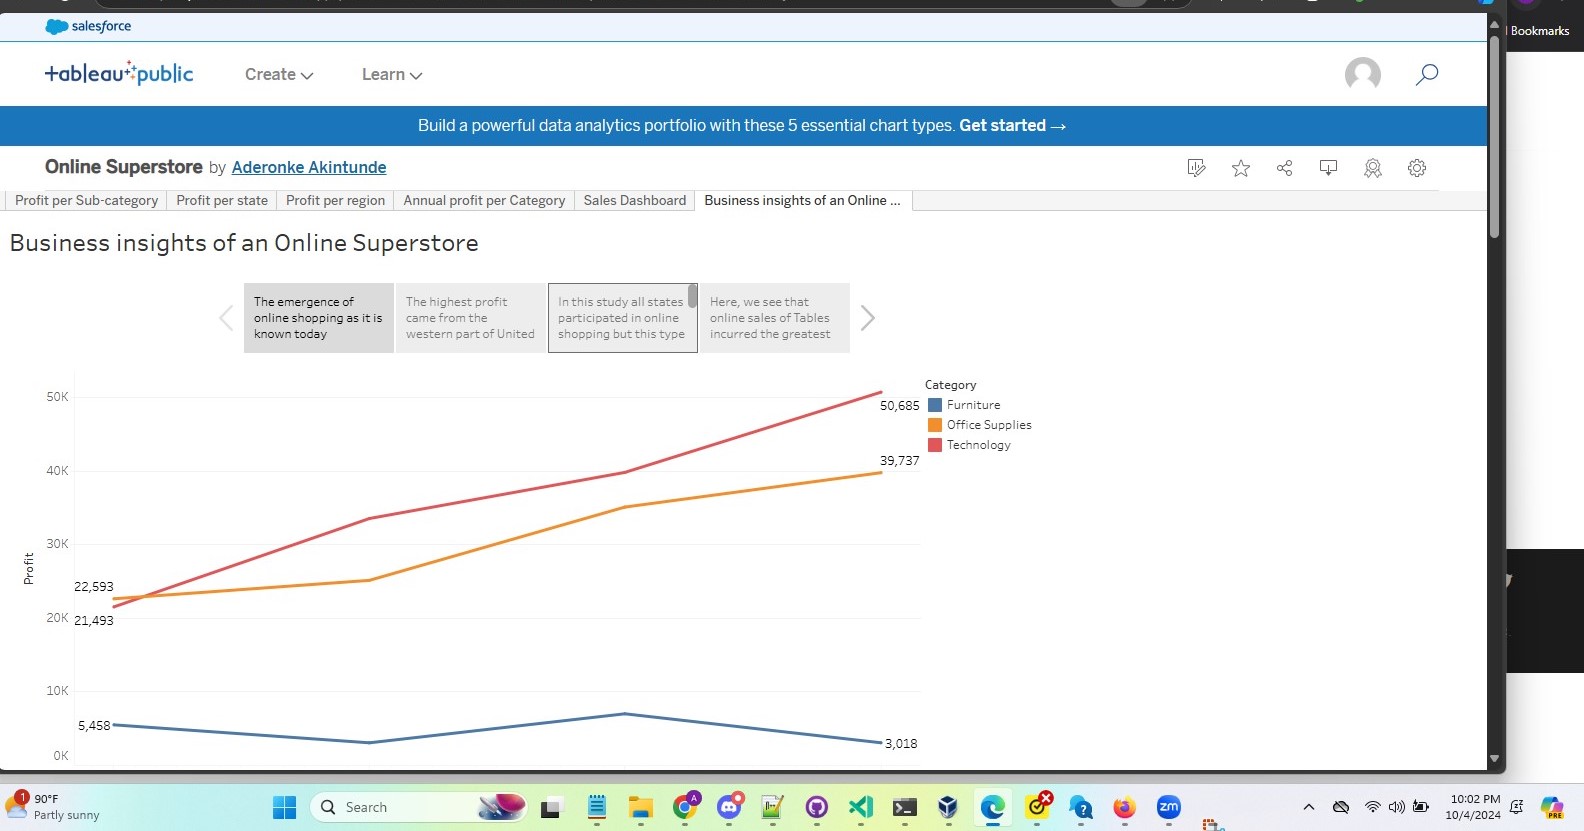 salesforce
Bookmarks
tableau public
Create
Learn
Build a powerful data analytics portfolio with these 5 essential chart types. Get started →
Online Superstore by Aderonke Akintunde
Profit per Sub-category
Profit per state
Profit per region
Annual profit per Category
Sales Dashboard
Business insights of an Online ...
Business insights of an Online Superstore
The emergence of
online shopping as it is
known today
The highest profit
came from the
western part of United
In this study all states
participated in online
shopping but this type
Here, we see that
online sales of Tables
incurred the greatest
Category
Furniture
Office Supplies
Technology
Profit
50K
40K
30K
20K
10K
0K
50,685
39,737
22,593
21,493
5,458
3,018
1
90°F
Partly sunny
Search
A
zm
10:02 PM
10/4/2024
PRE